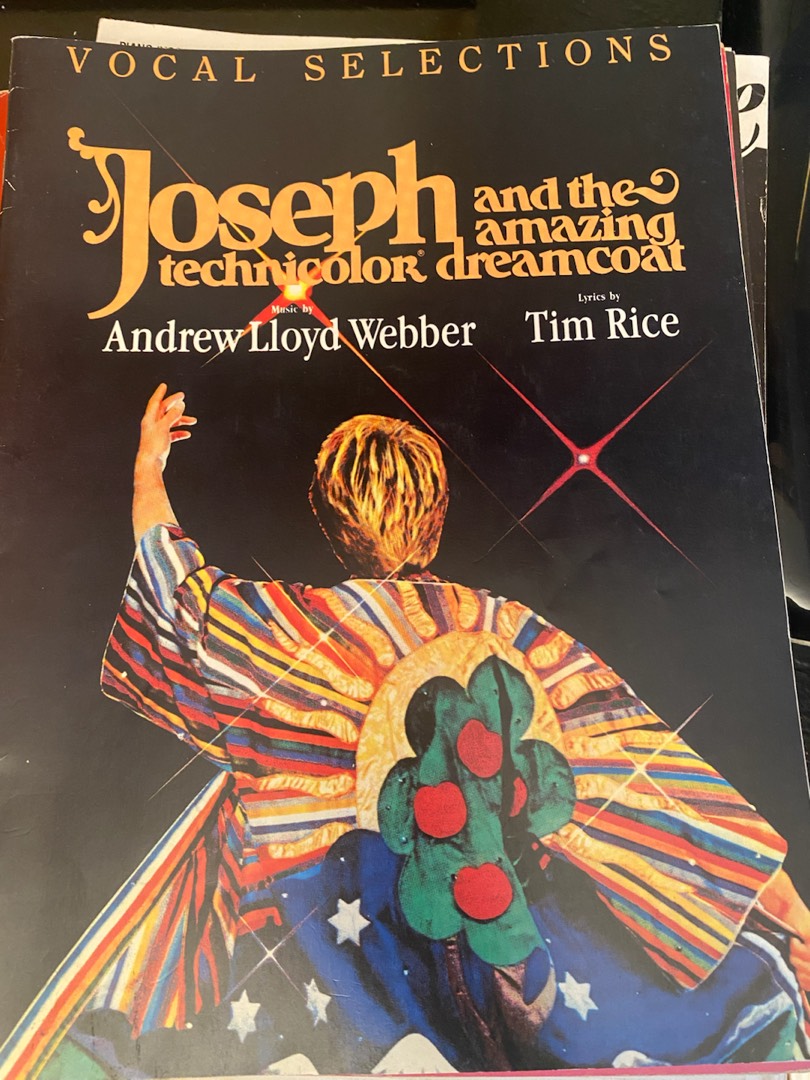 VOCAL SELECTIONS
Joseph and the
amazing
technicolor® dreamcoat
Music by
Andrew Lloyd Webber
Lyrics by
Tim Rice